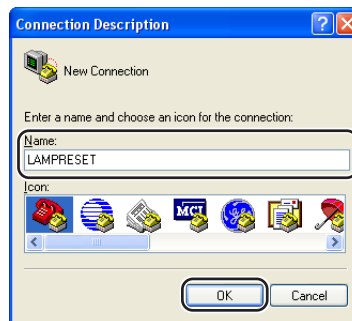 Connection Description
New Connection
Enter a name and choose an icon for the connection:
Name:
LAMPRESET
Icon:
MCI
OK
Cancel